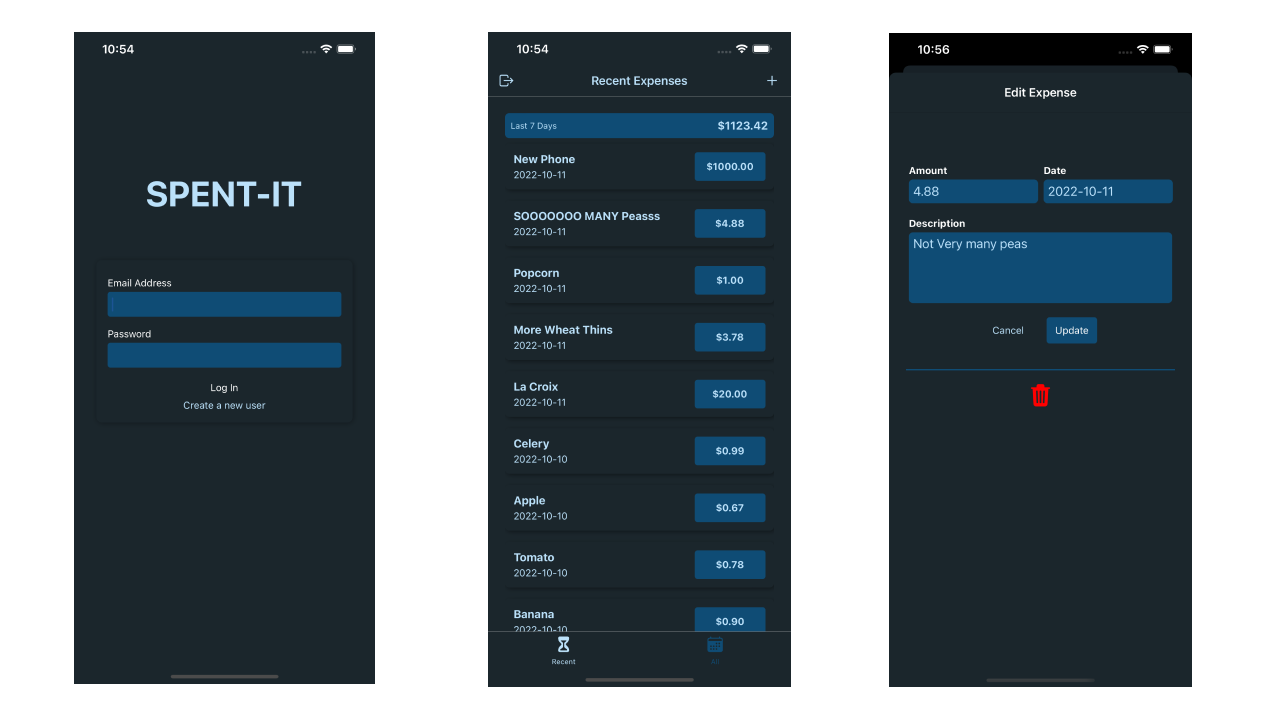 10:54
SPENT-IT
Email Address
Password
Log In
Create a new user
10:54
Recent Expenses
Last 7 Days $1123.42
New Phone
2022-10-11
$1000.00
SOOOOOOO MANY Peasss
2022-10-11
$4.88
Popcorn
2022-10-11
$1.00
More Wheat Thins
2022-10-11
$3.78
La Croix
2022-10-11
$20.00
Celery
2022-10-10
$0.99
Apple
2022-10-10
$0.67
Tomato
2022-10-10
$0.78
Banana
2022-10-10
$0.90
Recent All
10:56
Edit Expense
Amount Date
4.88 2022-10-11
Description
Not Very many peas
Cancel Update